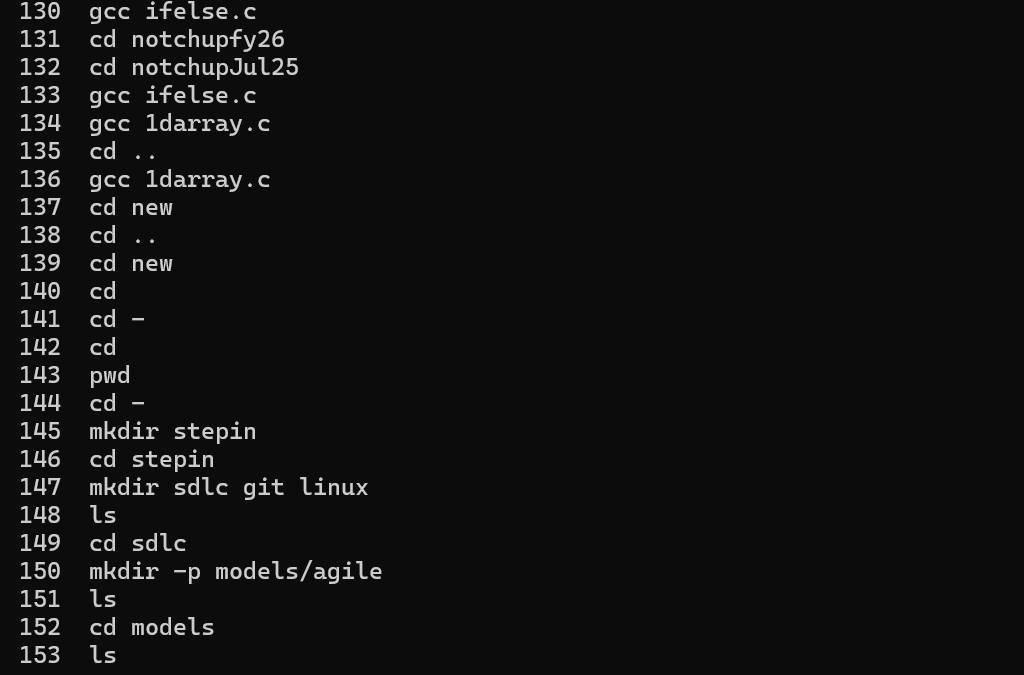 130 gcc ifelse.c
131 cd notchupfy26
132 cd notchupJul25
133 gcc ifelse.c
134 gcc 1darray.c
135 cd ..
136 gcc 1darray.c
137 cd new
138 cd ..
139 cd new
140 cd
141 cd -
142 cd
143 pwd
144 cd -
145 mkdir stepin
146 cd stepin
147 mkdir sdlc git linux
148 ls
149 cd sdlc
150 mkdir -p models/agile
151 ls
152 cd models
153 ls